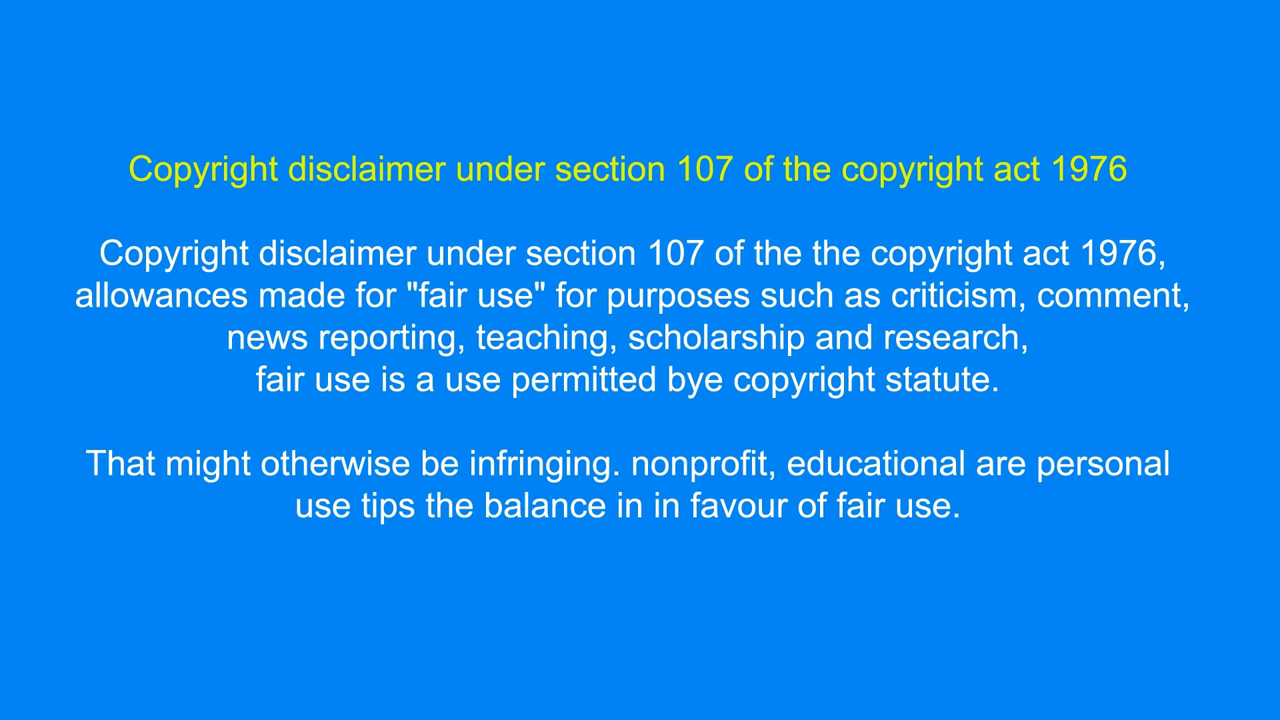 Copyright disclaimer under section 107 of the copyright act 1976
Copyright disclaimer under section 107 of the the copyright act 1976,
allowances made for "fair use" for purposes such as criticism, comment,
news reporting, teaching, scholarship and research,
fair use is a use permitted bye copyright statute.
That might otherwise be infringing. nonprofit, educational are personal
use tips the balance in in favour of fair use.